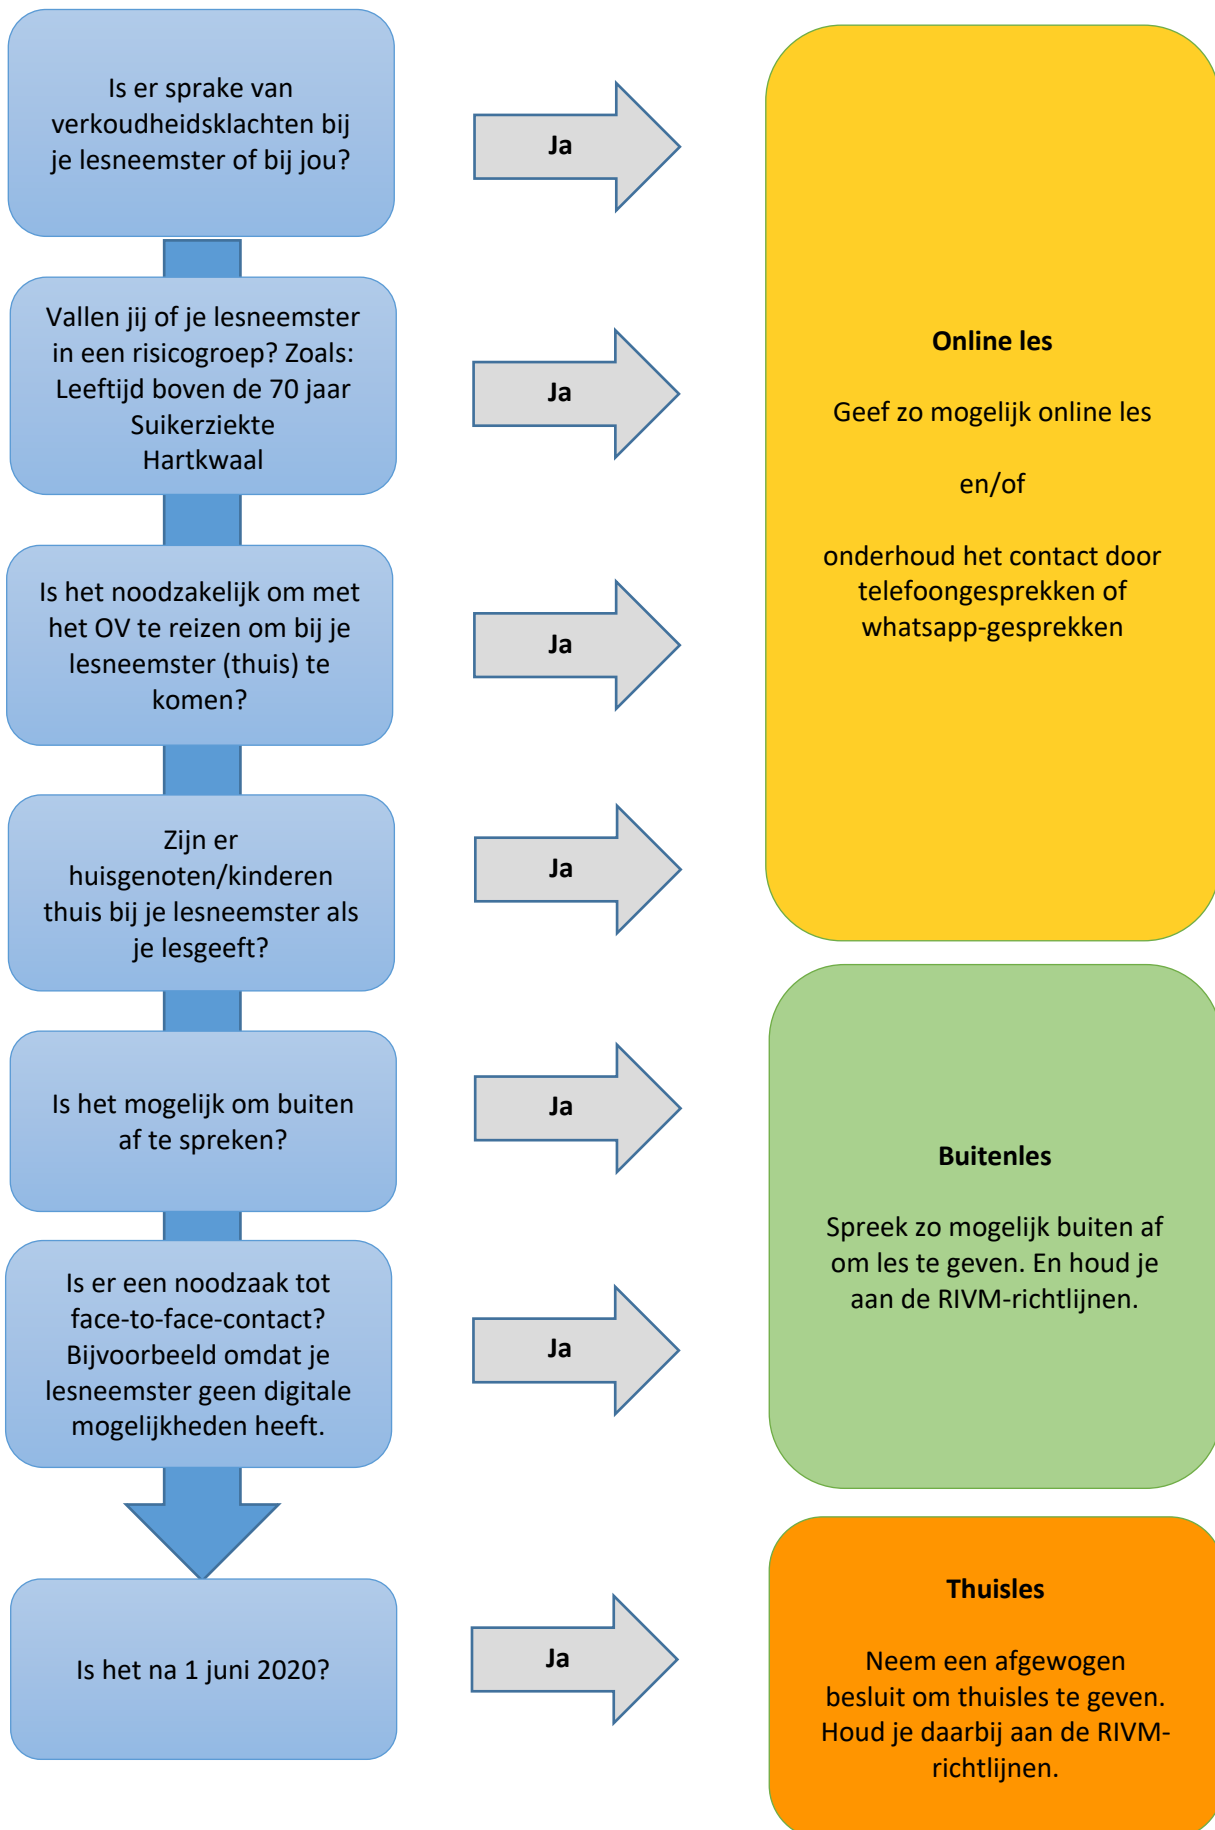 Is er sprake van
verkoudheidsklachten bij
je lesneemster of bij jou?
Ja
Vallen jij of je lesneemster
in een risicogroep? Zoals:
Leeftijd boven de 70 jaar
Suikerziekte
Hartkwaal
Ja
Is het noodzakelijk om met
het OV te reizen om bij je
lesneemster (thuis) te
komen?
Ja
Zijn er
huisgenoten/kinderen
thuis bij je lesneemster als
je lesgeeft?
Ja
Online les
Geef zo mogelijk online les
en/of
onderhoud het contact door
telefoongesprekken of
whatsapp-gesprekken
Is het mogelijk om buiten
af te spreken?
Ja
Is er een noodzaak tot
face-to-face-contact?
Bijvoorbeeld omdat je
lesneemster geen digitale
mogelijkheden heeft.
Ja
Buitenles
Spreek zo mogelijk buiten af
om les te geven. En houd je
aan de RIVM-richtlijnen.
Is het na 1 juni 2020?
Ja
Thuisles
Neem een afgewogen
besluit om thuisles te geven.
Houd je daarbij aan de RIVM-
richtlijnen.